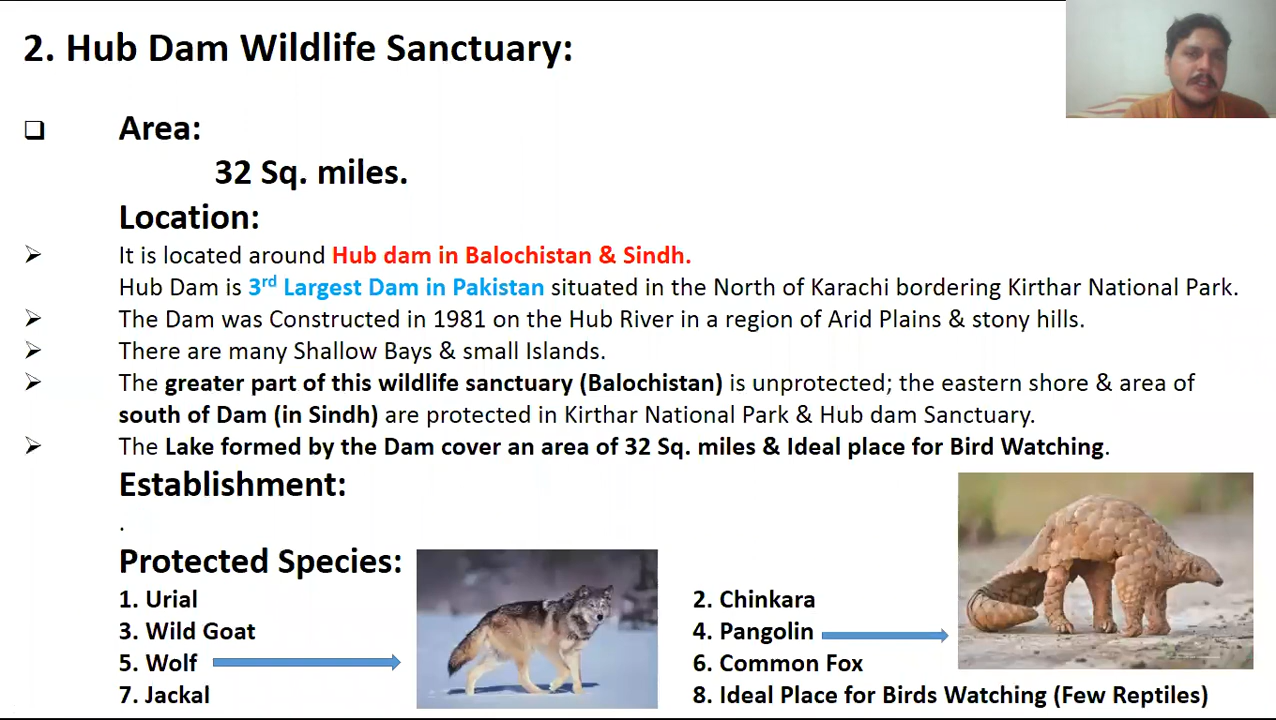 2. Hub Dam Wildlife Sanctuary:
Area:
32 Sq. miles.
Location:
It is located around Hub dam in Balochistan & Sindh.
Hub Dam is 3rd Largest Dam in Pakistan situated in the North of Karachi bordering Kirthar National Park.
The Dam was Constructed in 1981 on the Hub River in a region of Arid Plains & stony hills.
There are many Shallow Bays & small Islands.
The greater part of this wildlife sanctuary (Balochistan) is unprotected; the eastern shore & area of
south of Dam (in Sindh) are protected in Kirthar National Park & Hub dam Sanctuary.
The Lake formed by the Dam cover an area of 32 Sq. miles & Ideal place for Bird Watching.
Establishment:
.
Protected Species:
1. Urial
2. Chinkara
3. Wild Goat
4. Pangolin
5. Wolf
6. Common Fox
7. Jackal
8. Ideal Place for Birds Watching (Few Reptiles)